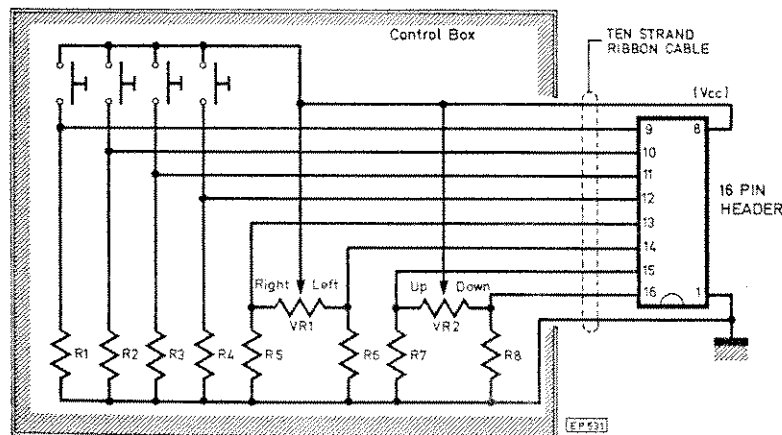 Control Box
TEN STRAND
RIBBON CABLE
(Vcc)
9
8
10
11
12
13
14
15
16
1
16 PIN
HEADER
Right
Left
VR1
Up
Down
VR2
R1
R2
R3
R4
R5
R6
R7
R8
EP531